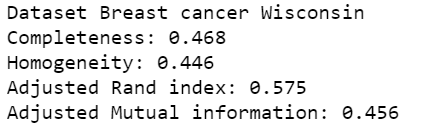 Dataset Breast cancer Wisconsin
Completeness: 0.468
Homogeneity: 0.446
Adjusted Rand index: 0.575
Adjusted Mutual information: 0.456